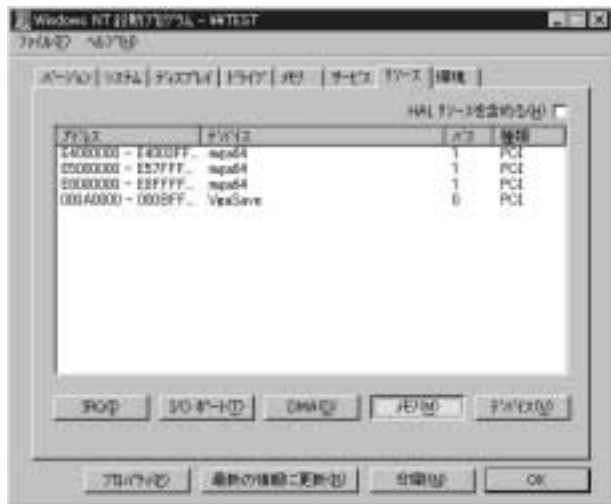 Windows NT 診断プログラム - ¥¥TEST
ファイル(F) ヘルプ(H)
バージョン システム ディスプレイ ドライブ メモリ サービス リソース 環境
HAL リソースを含める(H)
アドレス デバイス バス 種類
E4000000 - E4003FF... mga64 1 PCI
E5000000 - E57FFF... mga64 1 PCI
E8000000 - E8FFFF... mga64 1 PCI
000A0000 - 000BFF... VgaSave 0 PCI
IRQ(I) I/O ポート(T) DMA(D) メモリ(M) デバイス(V)
プロパティ(P) 最新の情報に更新(R) 印刷(N) OK